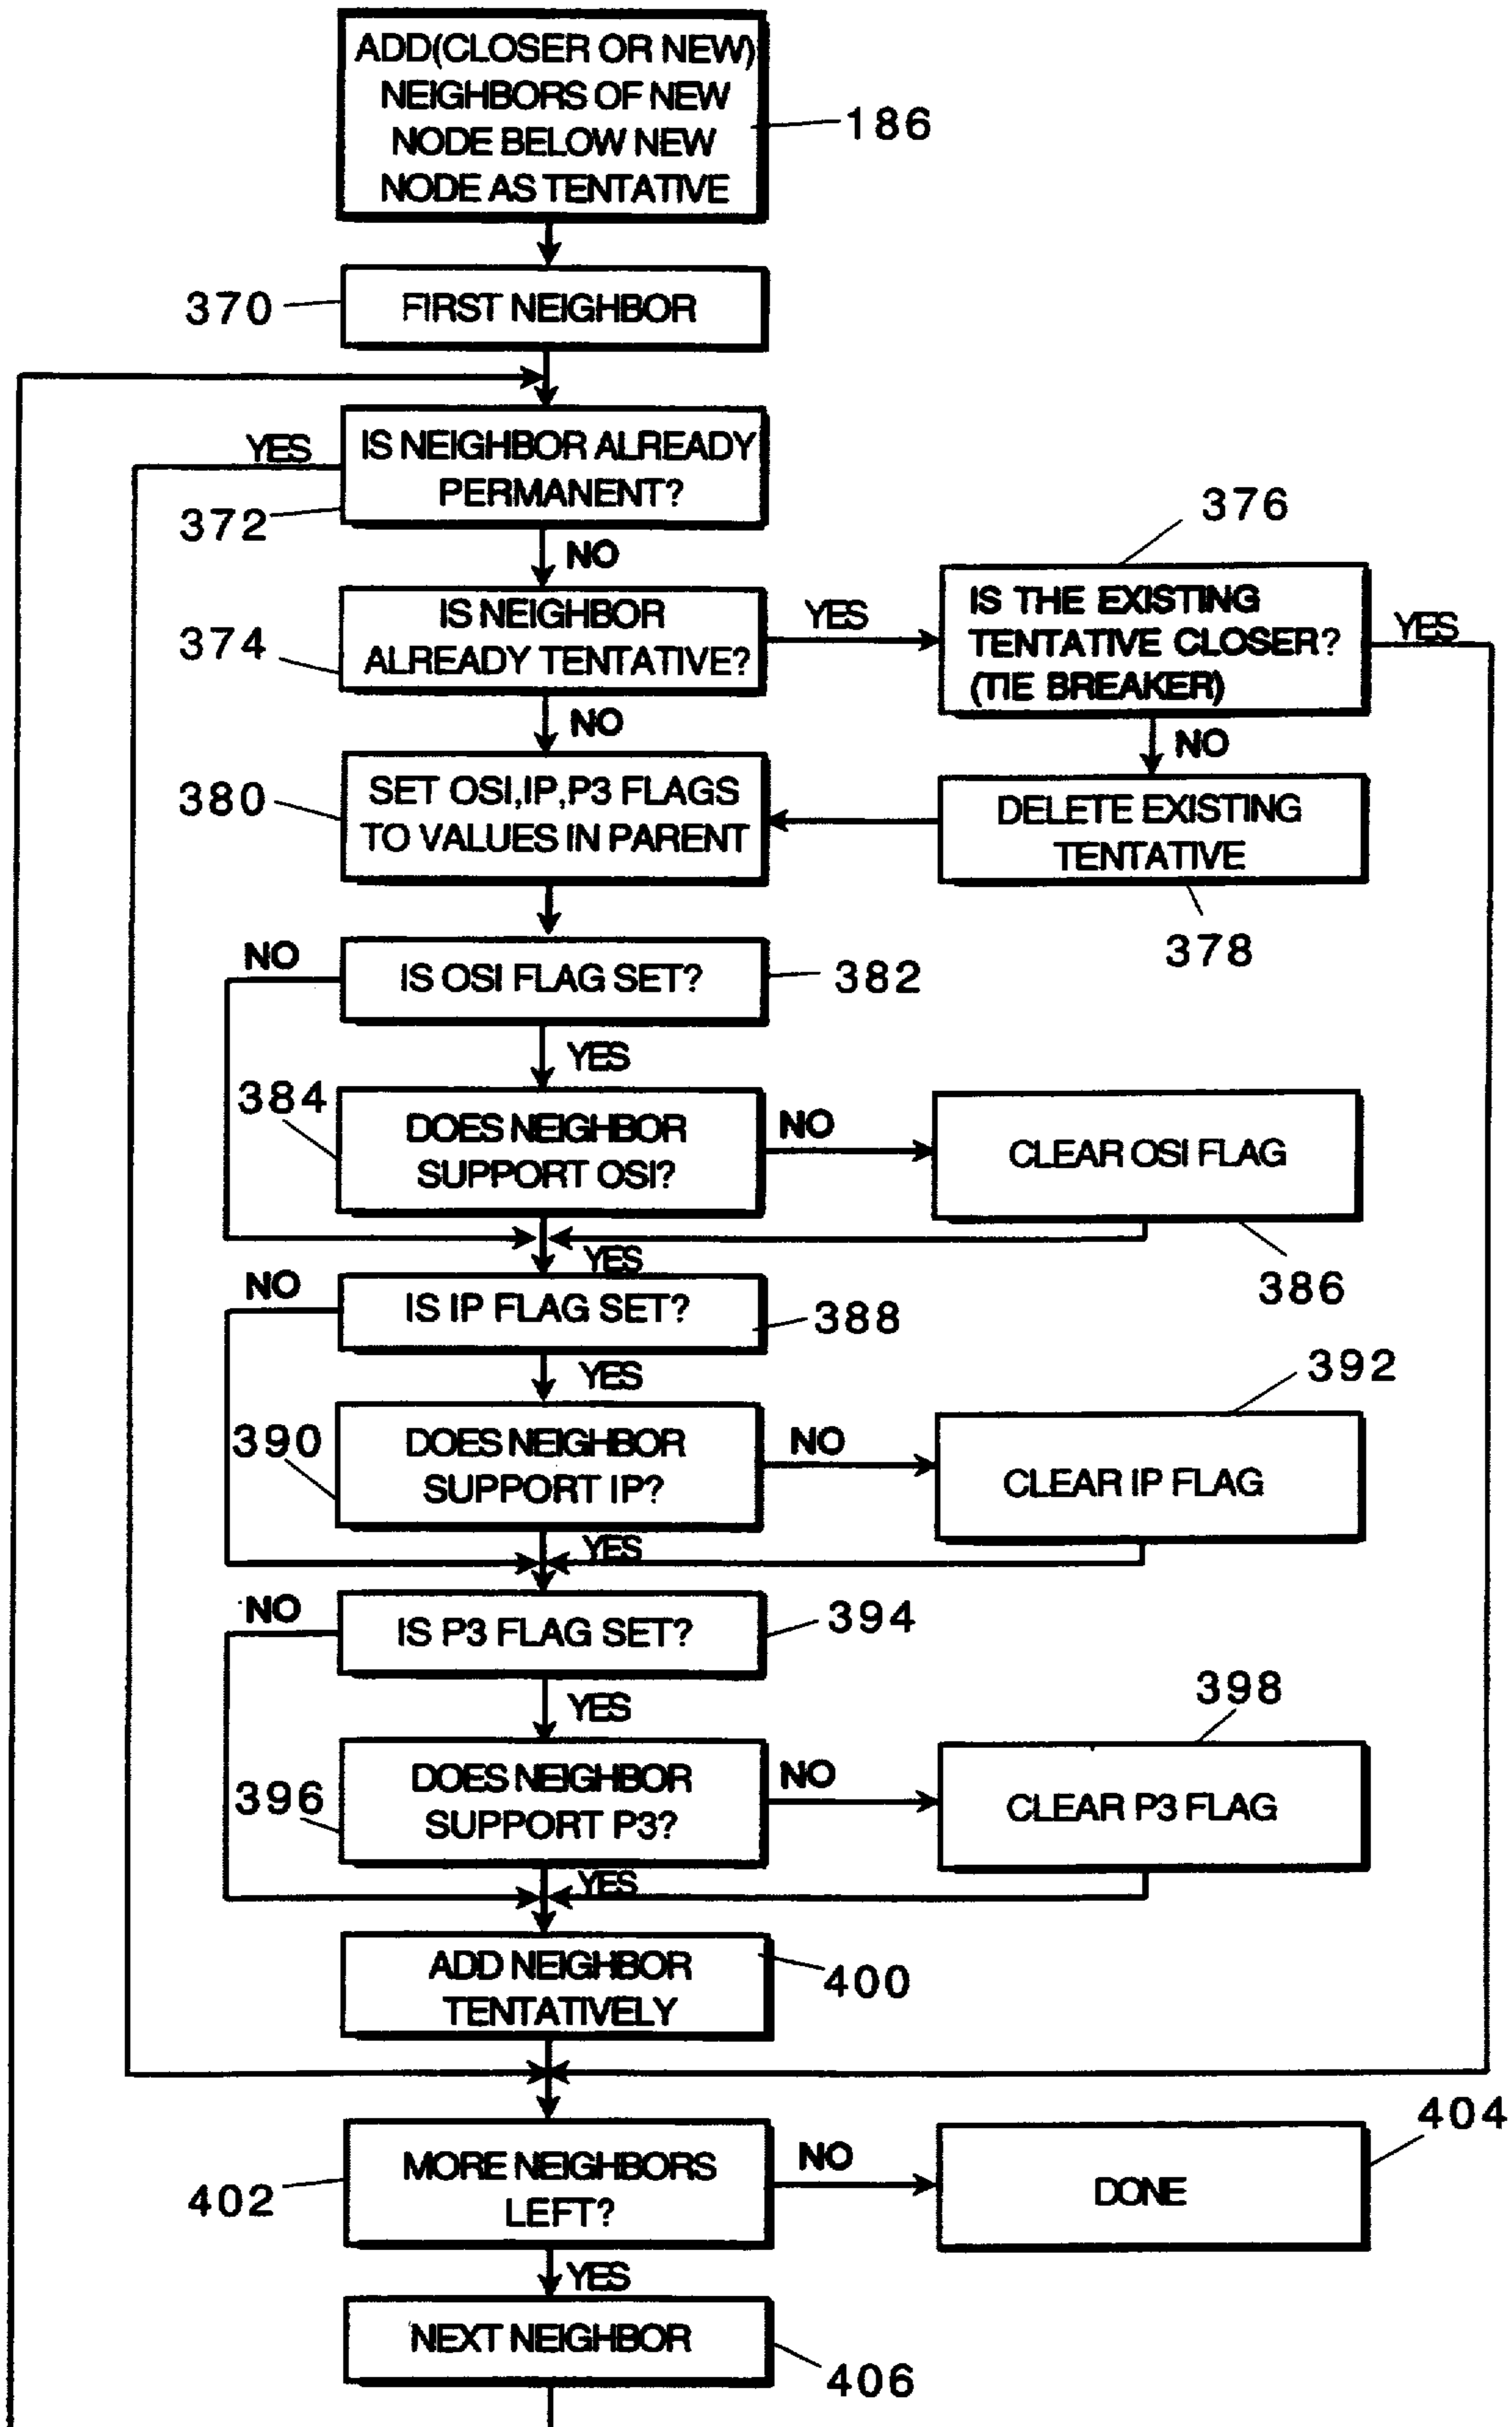 ADD(CLOSER OR NEW)
NEIGHBORS OF NEW
NODE BELOW NEW
NODE AS TENTATIVE
186
370
FIRST NEIGHBOR
YES
IS NEIGHBOR ALREADY
PERMANENT?
372
NO
376
IS NEIGHBOR
ALREADY TENTATIVE?
374
YES
IS THE EXISTING
TENTATIVE CLOSER?
(TIE BREAKER)
YES
NO
NO
380
SET OSI,IP,P3 FLAGS
TO VALUES IN PARENT
DELETE EXISTING
TENTATIVE
378
NO
IS OSI FLAG SET?
382
YES
384
DOES NEIGHBOR
SUPPORT OSI?
NO
CLEAR OSI FLAG
386
YES
NO
IS IP FLAG SET?
388
YES
392
390
DOES NEIGHBOR
SUPPORT IP?
NO
CLEAR IP FLAG
YES
NO
IS P3 FLAG SET?
394
YES
398
396
DOES NEIGHBOR
SUPPORT P3?
NO
CLEAR P3 FLAG
YES
ADD NEIGHBOR
TENTATIVELY
400
404
402
MORE NEIGHBORS
LEFT?
NO
DONE
YES
NEXT NEIGHBOR
406